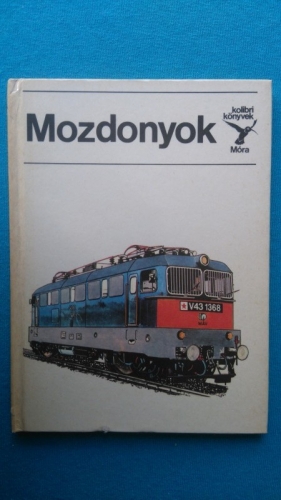 Mozdonyok
kolibri
könyvek
Móra
V43 1368